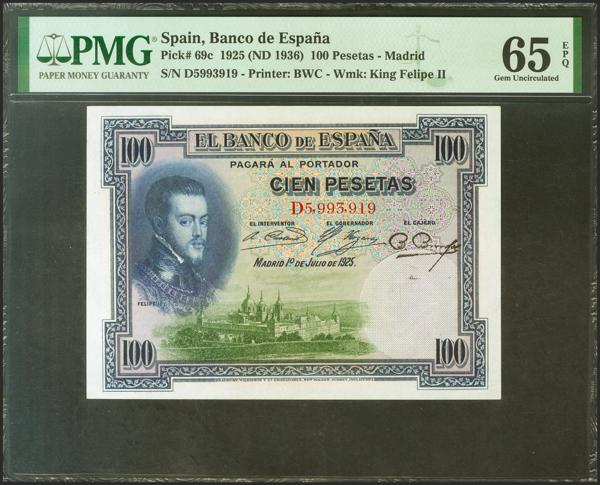 PMG
PAPER MONEY GUARANTY
Spain, Banco de España
Pick# 69c 1925 (ND 1936) 100 Pesetas - Madrid
S/N D5993919 - Printer: BWC - Wmk: King Felipe II
65 EPQ
Gem Uncirculated
EL BANCO DE ESPAÑA
100 100
PAGARÁ AL PORTADOR
CIEN PESETAS
D5,993,919
EL INTERVENTOR EL GOBERNADOR EL CAJERO
MADRID 1º DE JULIO DE 1925.
100 100